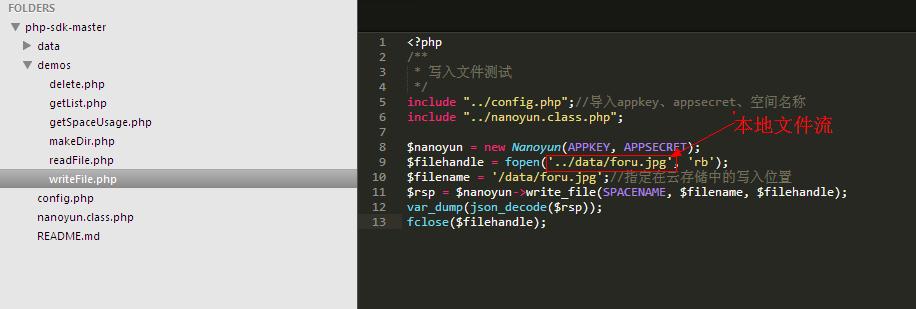 FOLDERS
php-sdk-master
data
demos
delete.php
getList.php
getSpaceUsage.php
makeDir.php
readFile.php
writeFile.php
config.php
nanoyun.class.php
README.md
1 <?php
2 /**
3 * 写入文件测试
4 */
5 include "../config.php";//导入appkey、appsecret、空间名称
6 include "../nanoyun.class.php";
本地文件流
7
8 $nanoyun = new Nanoyun(APPKEY, APPSECRET);
9 $filehandle = fopen('../data/foru.jpg', 'rb');
10 $filename = '/data/foru.jpg';//指定在云存储中的写入位置
11 $rsp = $nanoyun->write_file(SPACENAME, $filename, $filehandle);
12 var_dump(json_decode($rsp));
13 fclose($filehandle);